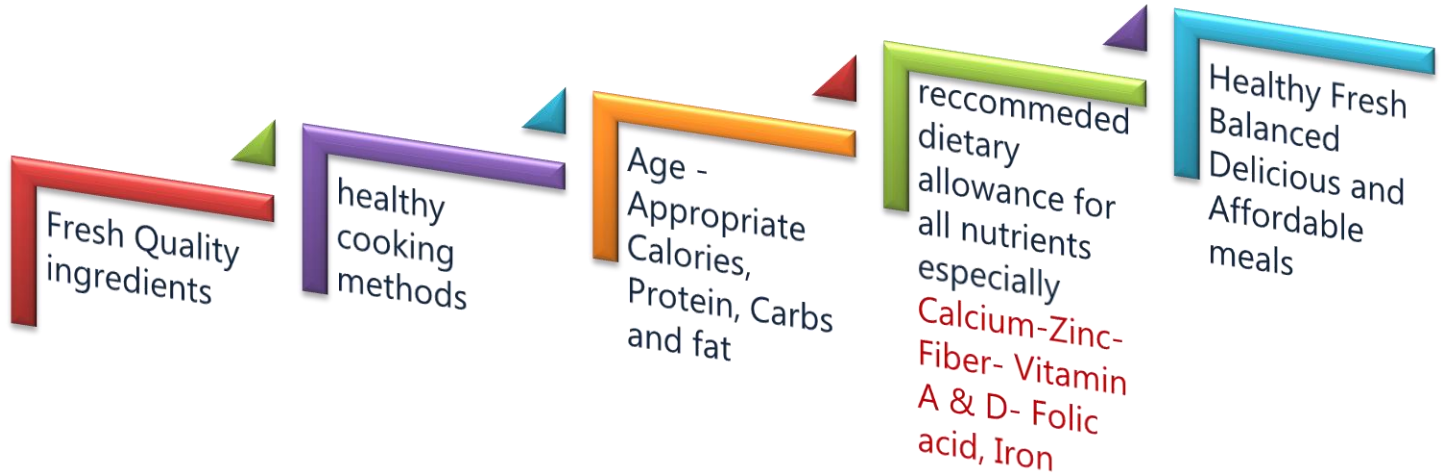 Fresh Quality
ingredients
healthy
cooking
methods
Age -
Appropriate
Calories,
Protein, Carbs
and fat
reccommeded
dietary
allowance for
all nutrients
especially
Calcium-Zinc-
Fiber- Vitamin
A & D- Folic
acid, Iron
Healthy Fresh
Balanced
Delicious and
Affordable
meals